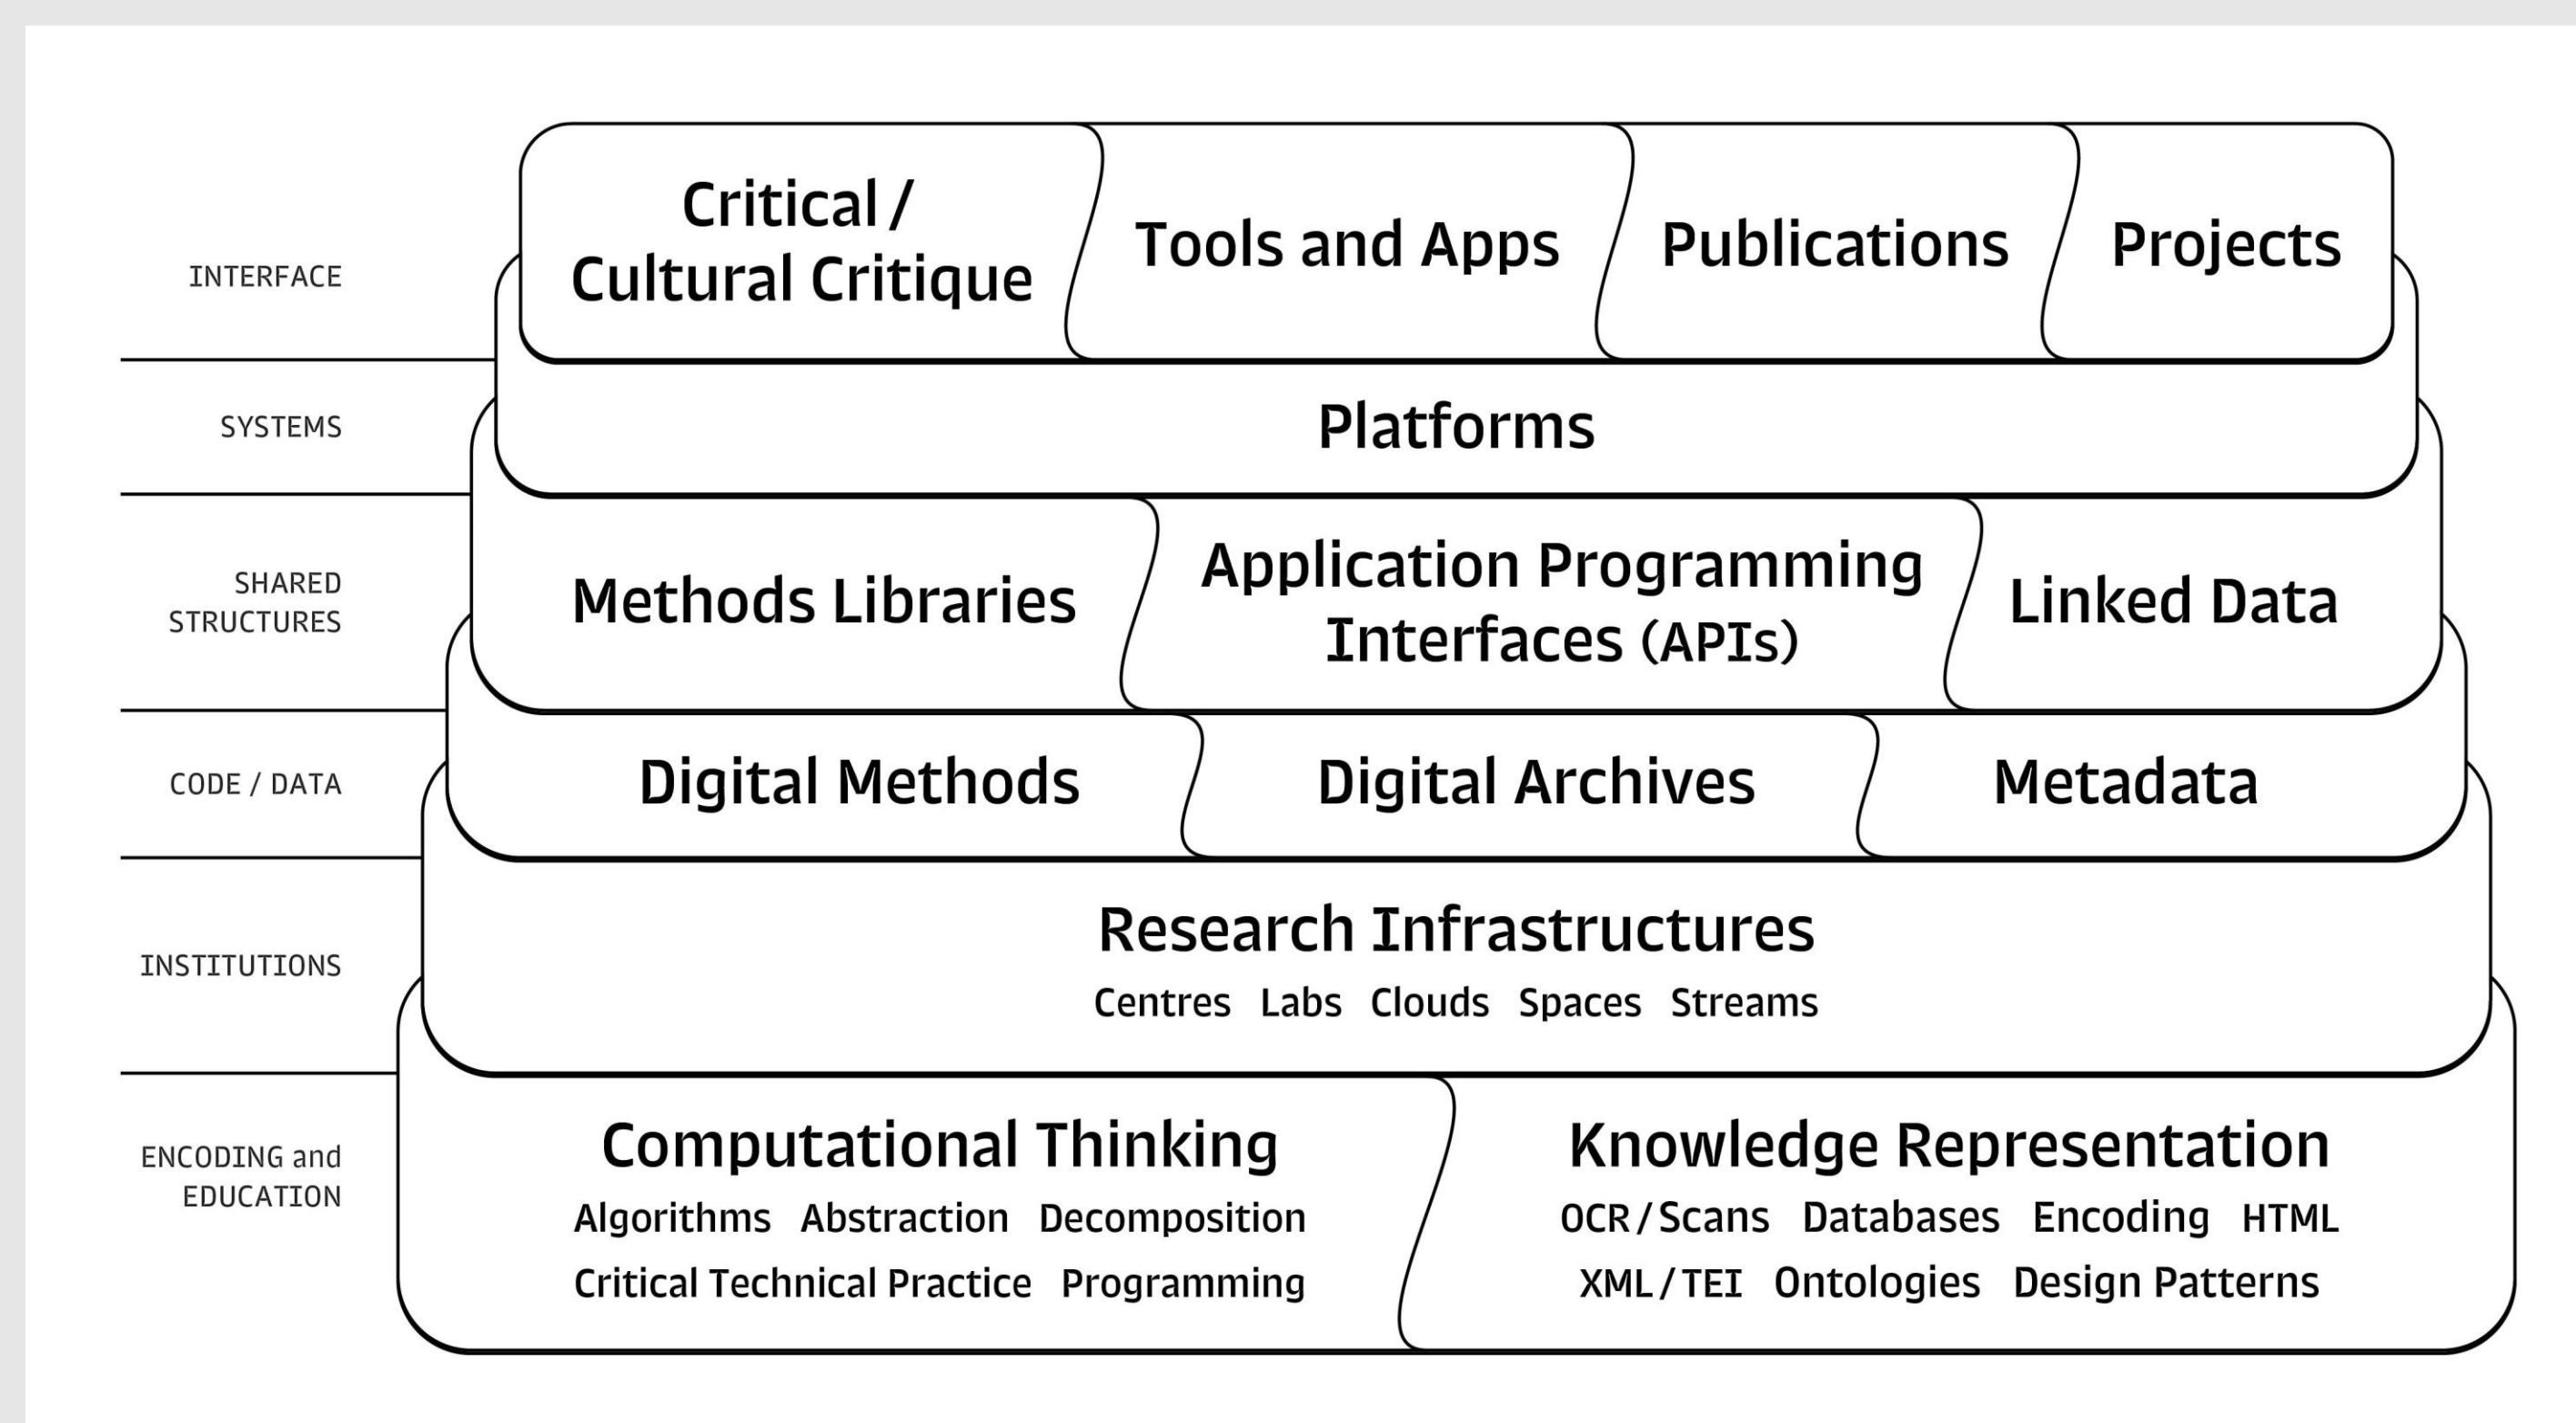 INTERFACE
Critical /
Cultural Critique
Tools and Apps
Publications
Projects
SYSTEMS
Platforms
SHARED
STRUCTURES
Methods Libraries
Application Programming
Interfaces (APIs)
Linked Data
CODE / DATA
Digital Methods
Digital Archives
Metadata
INSTITUTIONS
Research Infrastructures
Centres Labs Clouds Spaces Streams
ENCODING and
EDUCATION
Computational Thinking
Algorithms Abstraction Decomposition
Critical Technical Practice Programming
Knowledge Representation
OCR/Scans Databases Encoding HTML
XML/TEI Ontologies Design Patterns